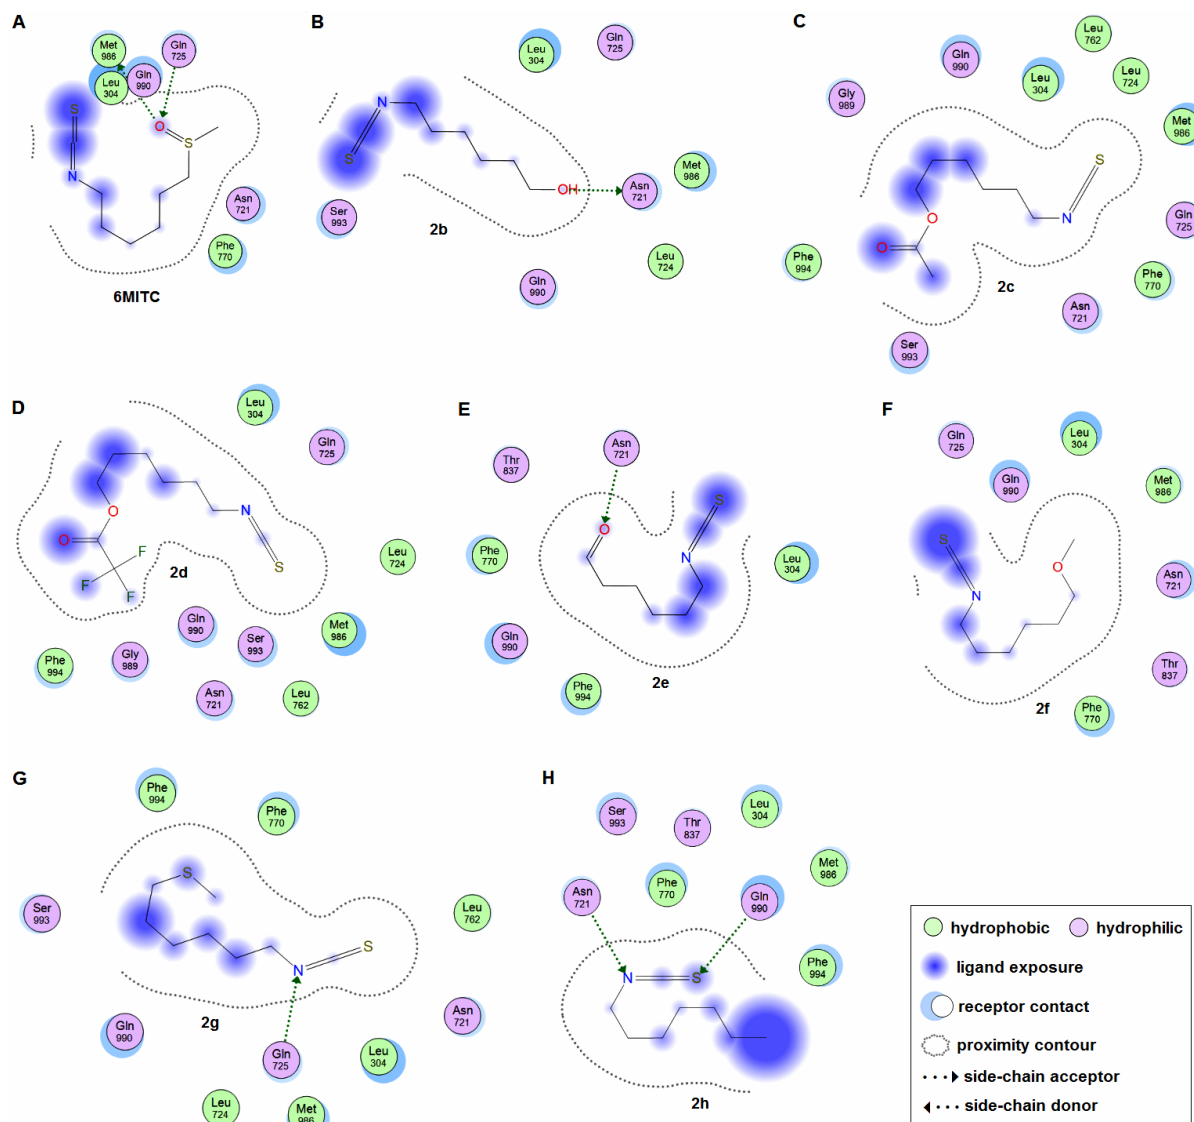 A
Met
986
Gln
725
Leu
304
Gln
990
S
N
O
S
Asn
721
Phe
770
6MITC
B
Leu
304
Gln
725
N
S
OH
Asn
721
Met
986
Ser
993
2b
Leu
724
Gln
990
C
Leu
762
Gln
990
Leu
304
Leu
724
Gly
989
Met
986
S
O
N
Gln
725
O
Phe
994
Phe
770
2c
Asn
721
Ser
993
D
Leu
304
Gln
725
N
O
O
F
F
F
S
2d
Leu
724
Gln
990
Ser
993
Met
986
Phe
994
Gly
989
Asn
721
Leu
762
E
Asn
721
Thr
837
S
O
N
Phe
770
Leu
304
Gln
990
Phe
994
2e
F
Gln
725
Leu
304
Gln
990
Met
986
S
O
N
Asn
721
Thr
837
Phe
770
2f
G
Phe
994
Phe
770
S
Ser
993
Leu
762
N
S
2g
Gln
990
Asn
721
Gln
725
Leu
304
Leu
724
Met
986
H
Ser
993
Thr
837
Leu
304
Asn
721
Phe
770
Gln
990
Met
986
Phe
994
N
S
2h
hydrophobic hydrophilic
ligand exposure
receptor contact
proximity contour
side-chain acceptor
side-chain donor